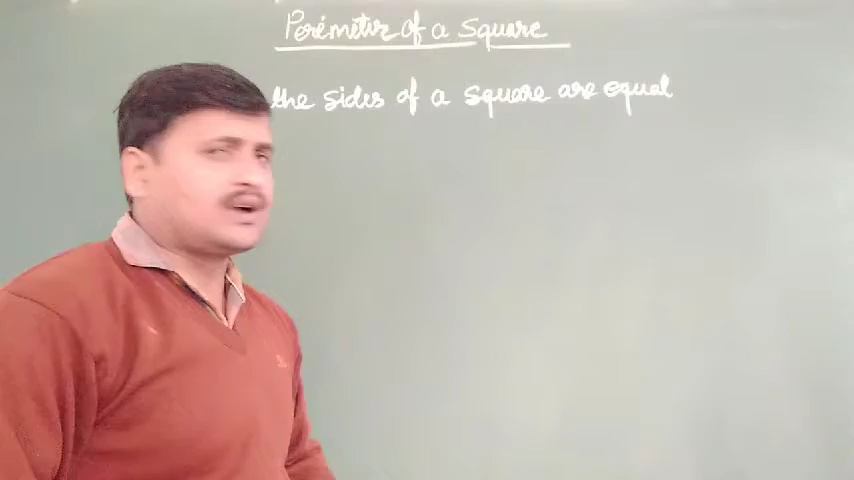 Perimeter of a Square
the sides of a square are equal